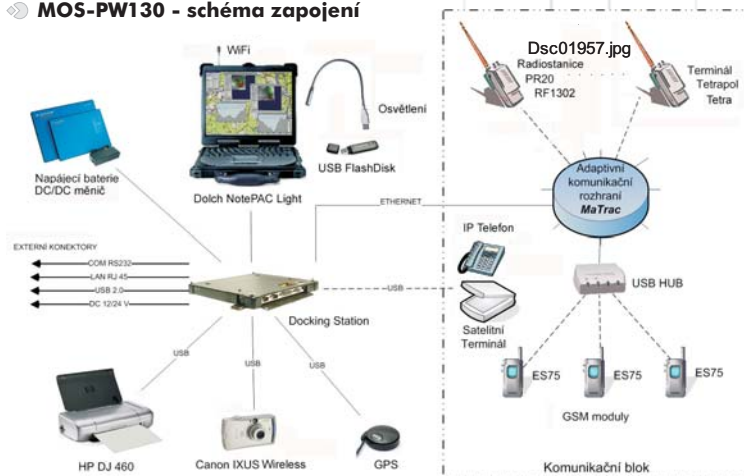 MOS-PW130 - schéma zapojení
WiFi
Osvětlení
USB FlashDisk
Napájecí baterie
DC/DC měnič
Dolch NotePAC Light
Dsc01957.jpg
Radiostanice
PR20
RF1302
Terminál
Tetrapol
Tetra
Adaptivní
komunikační
rozhraní
MaTrac
ETHERNET
EXTERNÍ KONEKTORY
COM RS232
LAN RJ 45
USB 2.0
DC 12/24 V
Docking Station
USB
IP Telefon
Satelitní
Terminál
USB HUB
USB
USB
USB
ES75
ES75
ES75
GSM moduly
HP DJ 460
Canon IXUS Wireless
GPS
Komunikační blok